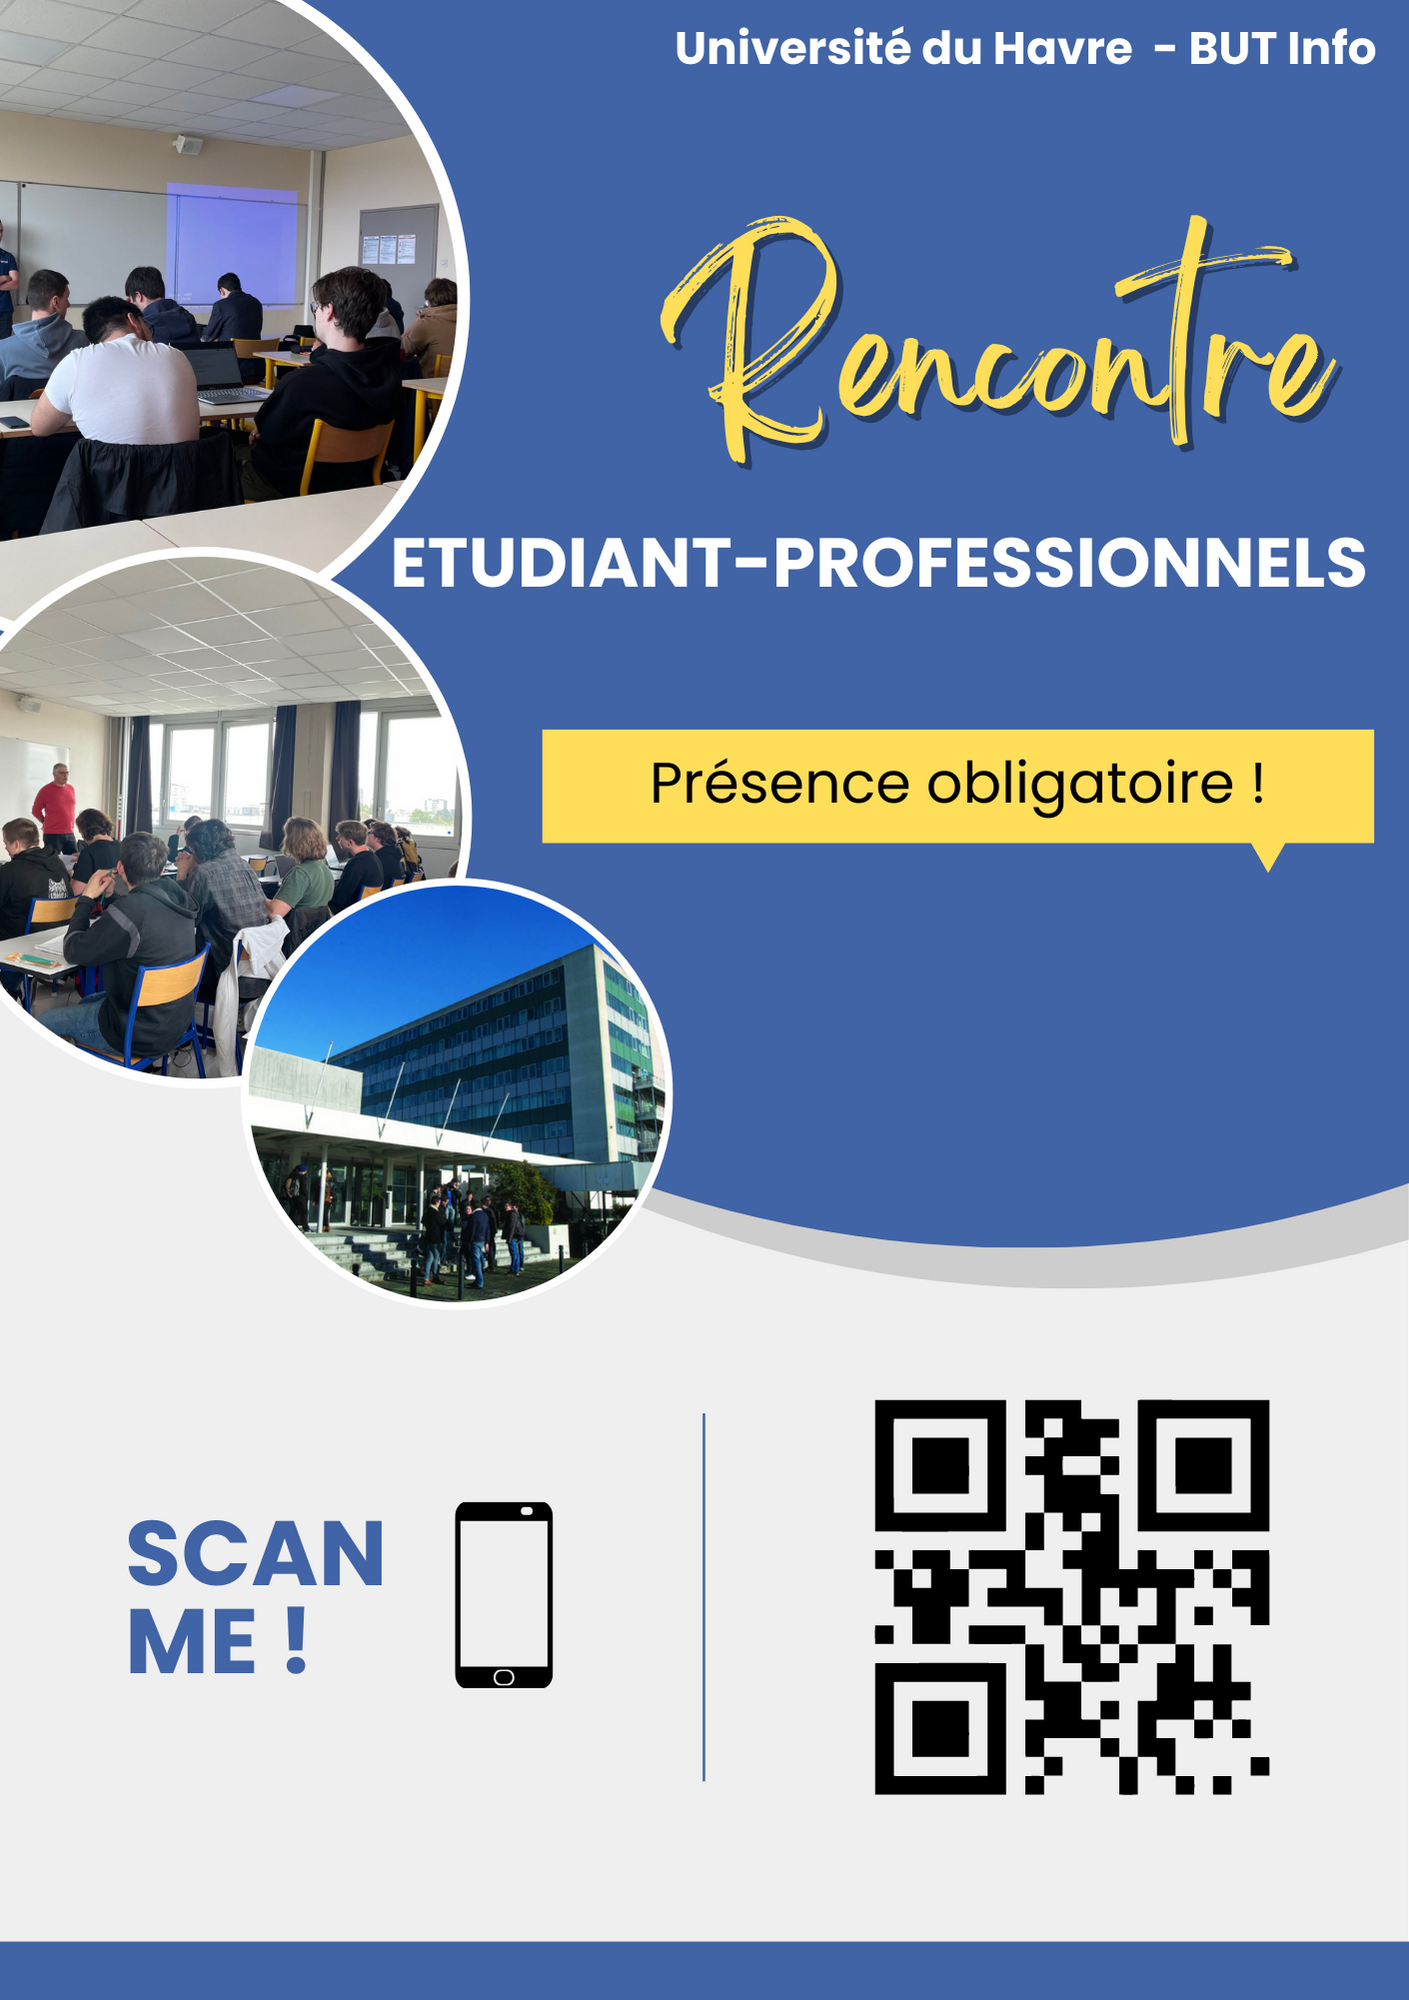 Université du Havre - BUT Info
Rencontre
ETUDIANT-PROFESSIONNELS
Présence obligatoire !
SCAN
ME !